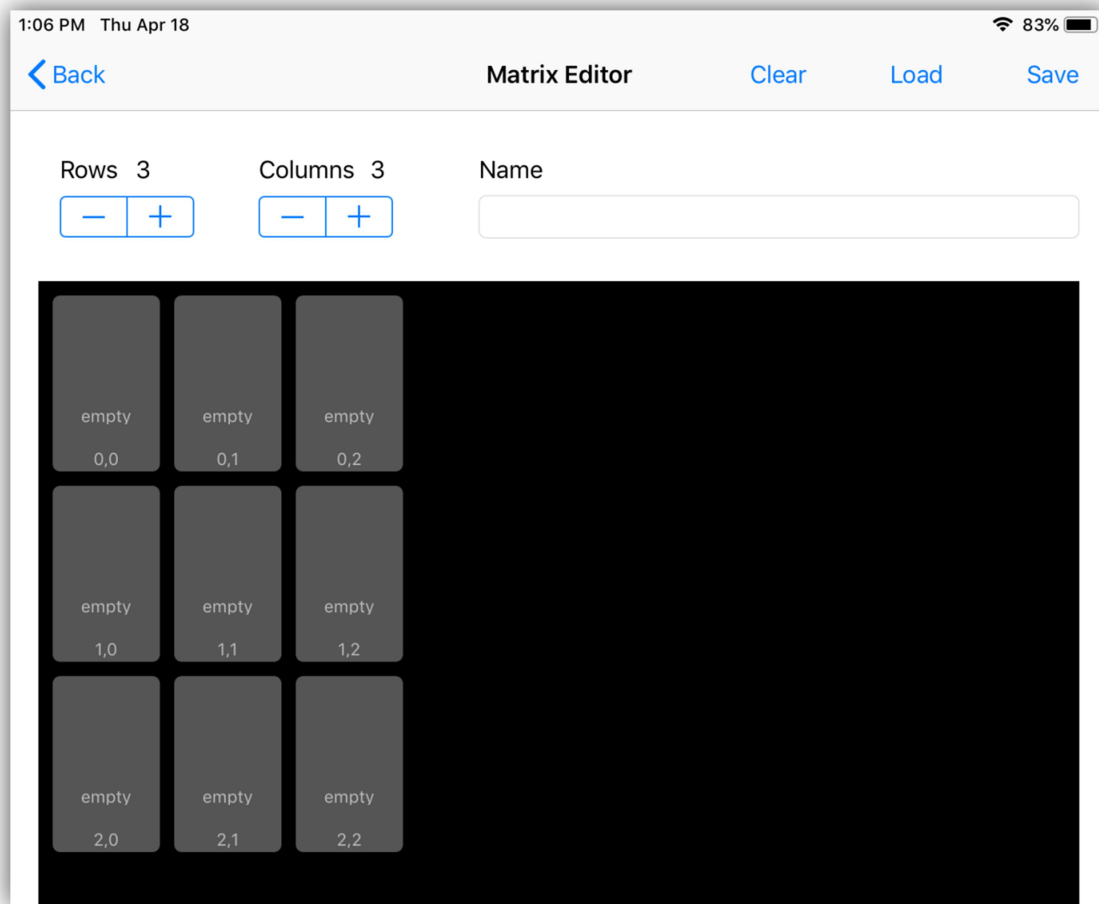 1:06 PM Thu Apr 18 83%
Back Matrix Editor Clear Load Save
Rows 3 Columns 3 Name
empty empty empty
0,0 0,1 0,2
empty empty empty
1,0 1,1 1,2
empty empty empty
2,0 2,1 2,2